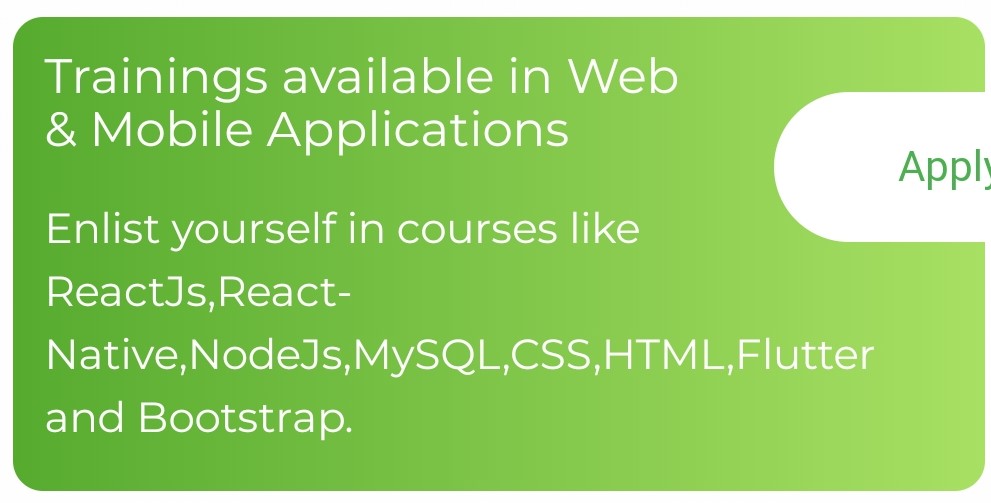 Trainings available in Web
& Mobile Applications
Apply
Enlist yourself in courses like
ReactJs,React-
Native,NodeJs,MySQL,CSS,HTML,Flutter
and Bootstrap.